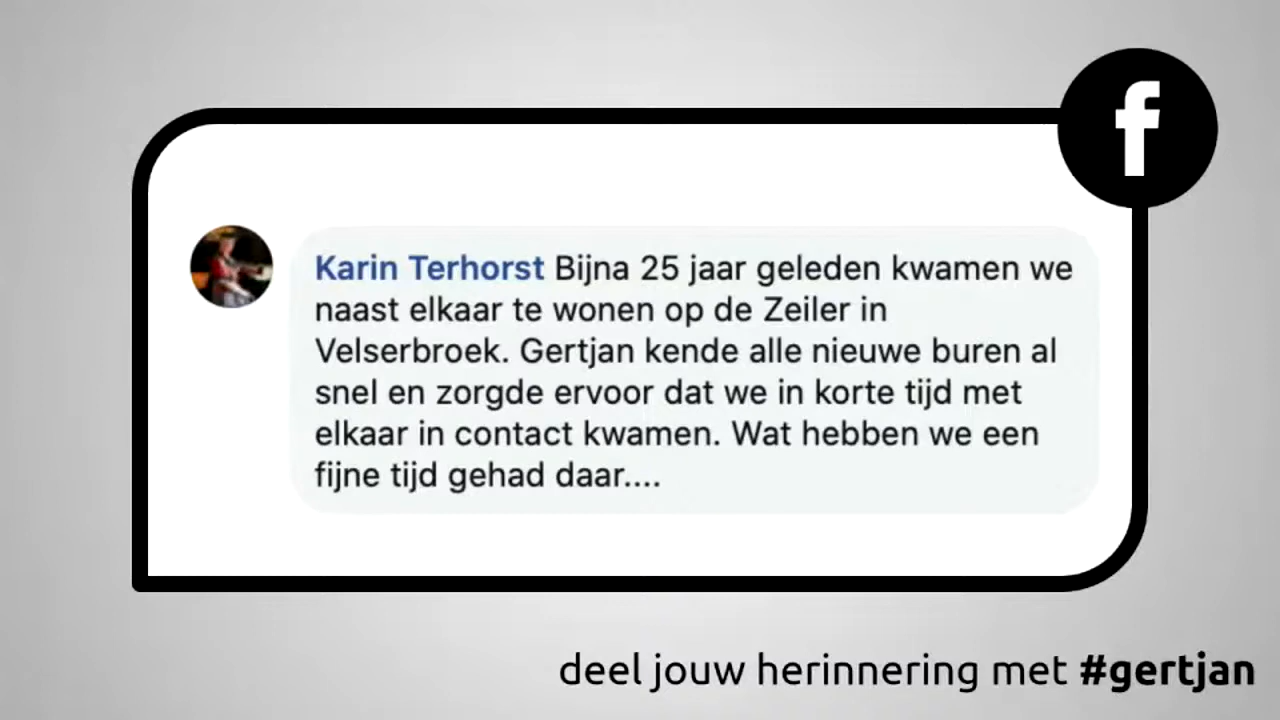 f
Karin Terhorst Bijna 25 jaar geleden kwamen we
naast elkaar te wonen op de Zeiler in
Velserbroek. Gertjan kende alle nieuwe buren al
snel en zorgde ervoor dat we in korte tijd met
elkaar in contact kwamen. Wat hebben we een
fijne tijd gehad daar....
deel jouw herinnering met #gertjan